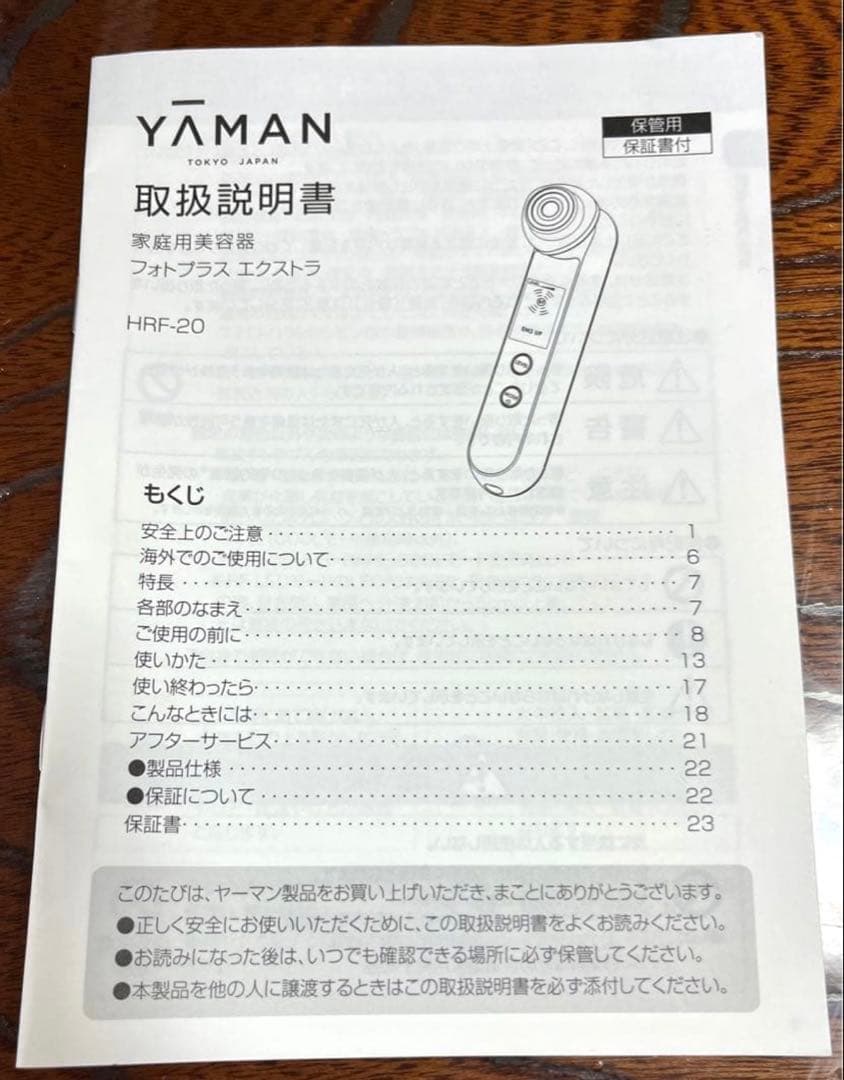 YĀMAN
TOKYO JAPAN
保管用
保証書付
取扱説明書
家庭用美容器
フォトプラス エクストラ
HRF-20
もくじ
安全上のご注意 1
海外でのご使用について 6
特長 7
各部のなまえ 7
ご使用の前に 8
使いかた 13
使い終わったら 17
こんなときには 18
アフターサービス 21
●製品仕様 22
●保証について 22
保証書 23
このたびは、ヤーマン製品をお買い上げいただき、まことにありがとうございます。
●正しく安全にお使いいただくために、この取扱説明書をよくお読みください。
●お読みになった後は、いつでも確認できる場所に必ず保管してください。
●本製品を他の人に譲渡するときはこの取扱説明書を必ず添付してください。